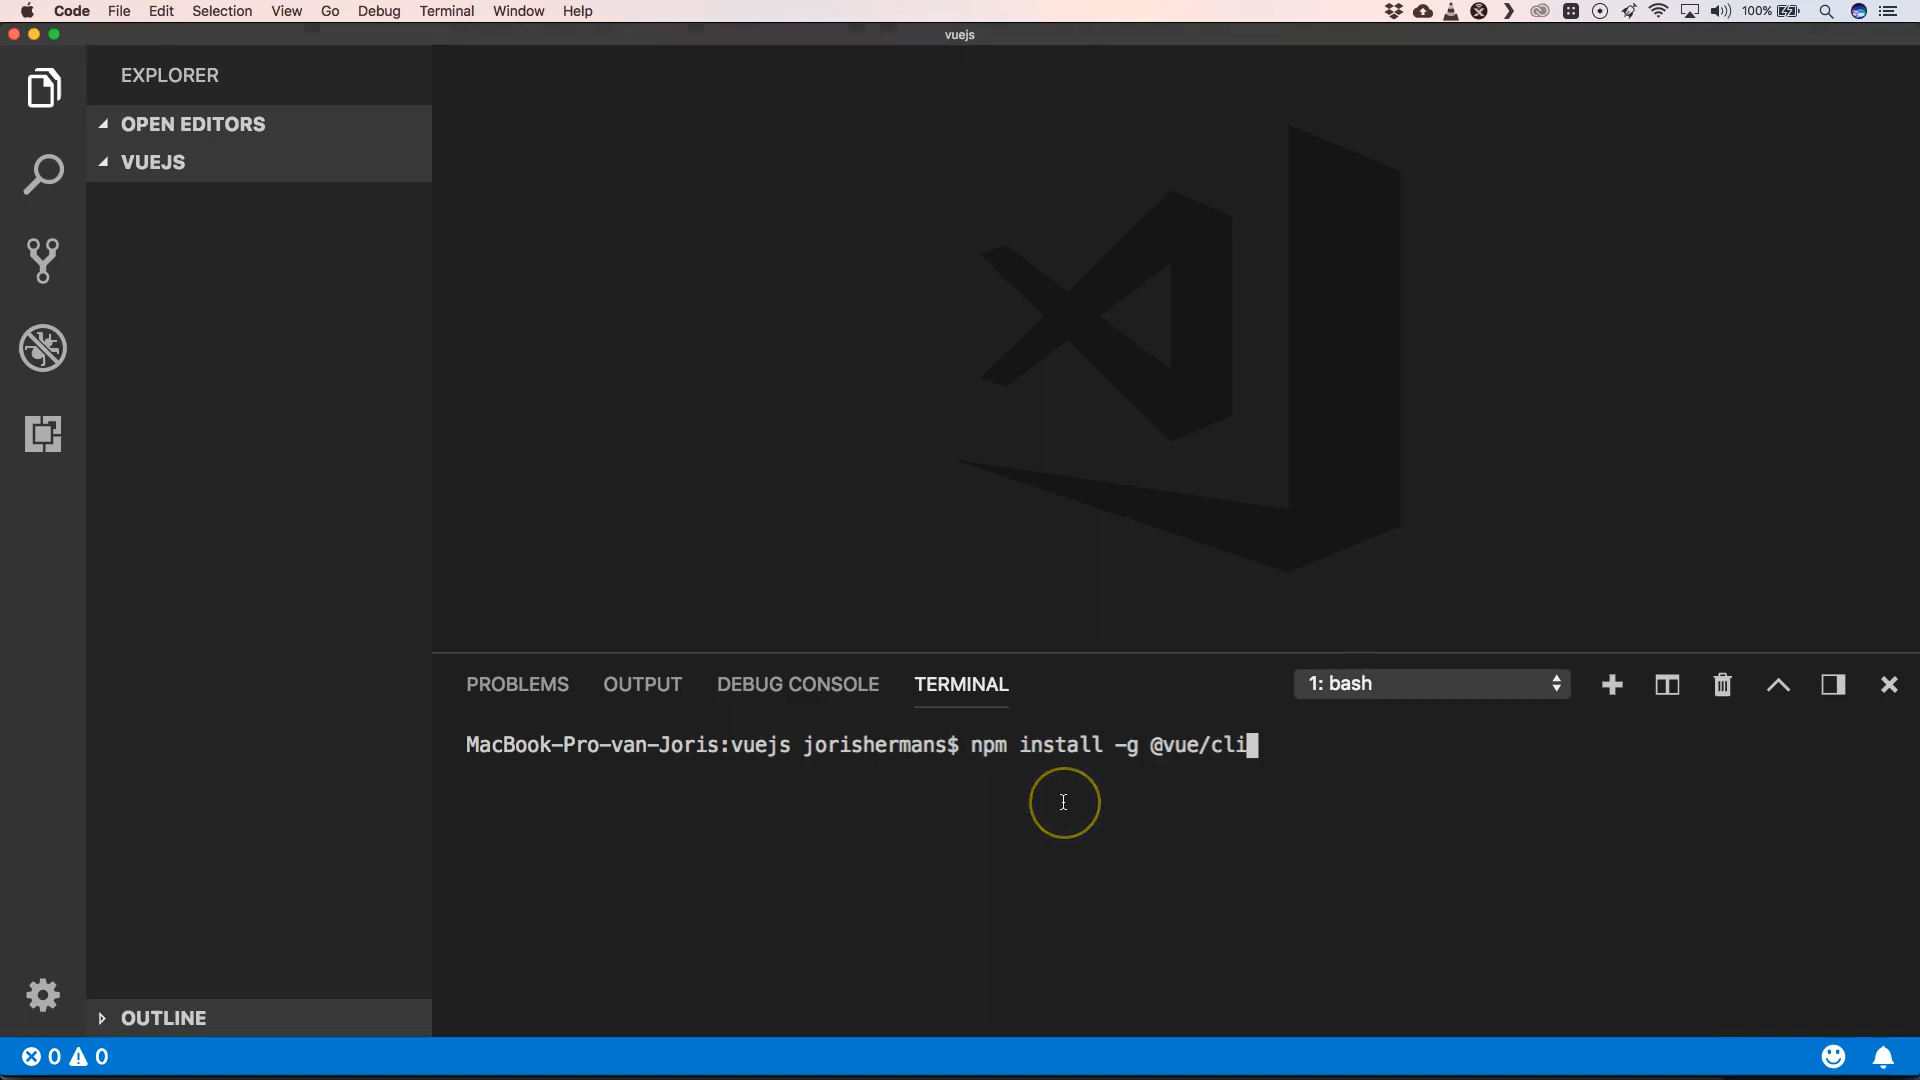 Code File Edit Selection View Go Debug Terminal Window Help 100%
vuejs
EXPLORER
OPEN EDITORS
VUEJS
PROBLEMS OUTPUT DEBUG CONSOLE TERMINAL 1: bash
MacBook-Pro-van-Joris:vuejs jorishermans$ npm install -g @vue/cli
OUTLINE
0 0